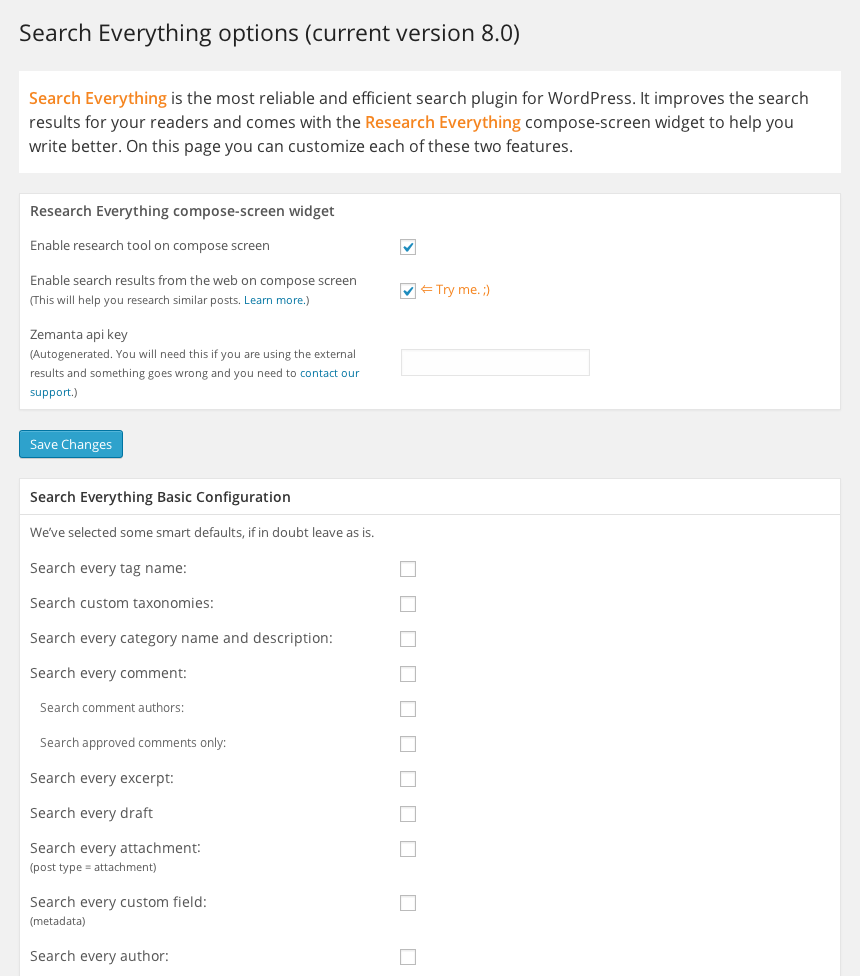 Search Everything options (current version 8.0)
Search Everything is the most reliable and efficient search plugin for WordPress. It improves the search
results for your readers and comes with the Research Everything compose-screen widget to help you
write better. On this page you can customize each of these two features.
Research Everything compose-screen widget
Enable research tool on compose screen
Enable search results from the web on compose screen
(This will help you research similar posts. Learn more.)
⇐ Try me. ;)
Zemanta api key
(Autogenerated. You will need this if you are using the external
results and something goes wrong and you need to contact our
support.)
Save Changes
Search Everything Basic Configuration
We've selected some smart defaults, if in doubt leave as is.
Search every tag name:
Search custom taxonomies:
Search every category name and description:
Search every comment:
Search comment authors:
Search approved comments only:
Search every excerpt:
Search every draft
Search every attachment:
(post type = attachment)
Search every custom field:
(metadata)
Search every author: